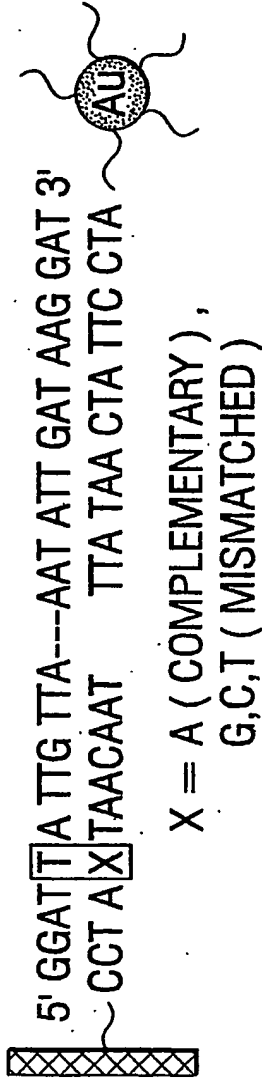 5' GGAT T A TTG TTA---AAT ATT GAT AAG GAT 3'
CCT A X TAACAAT TTA TAA CTA TTC CTA
Au
X = A ( COMPLEMENTARY ) ,
G,C,T ( MISMATCHED )